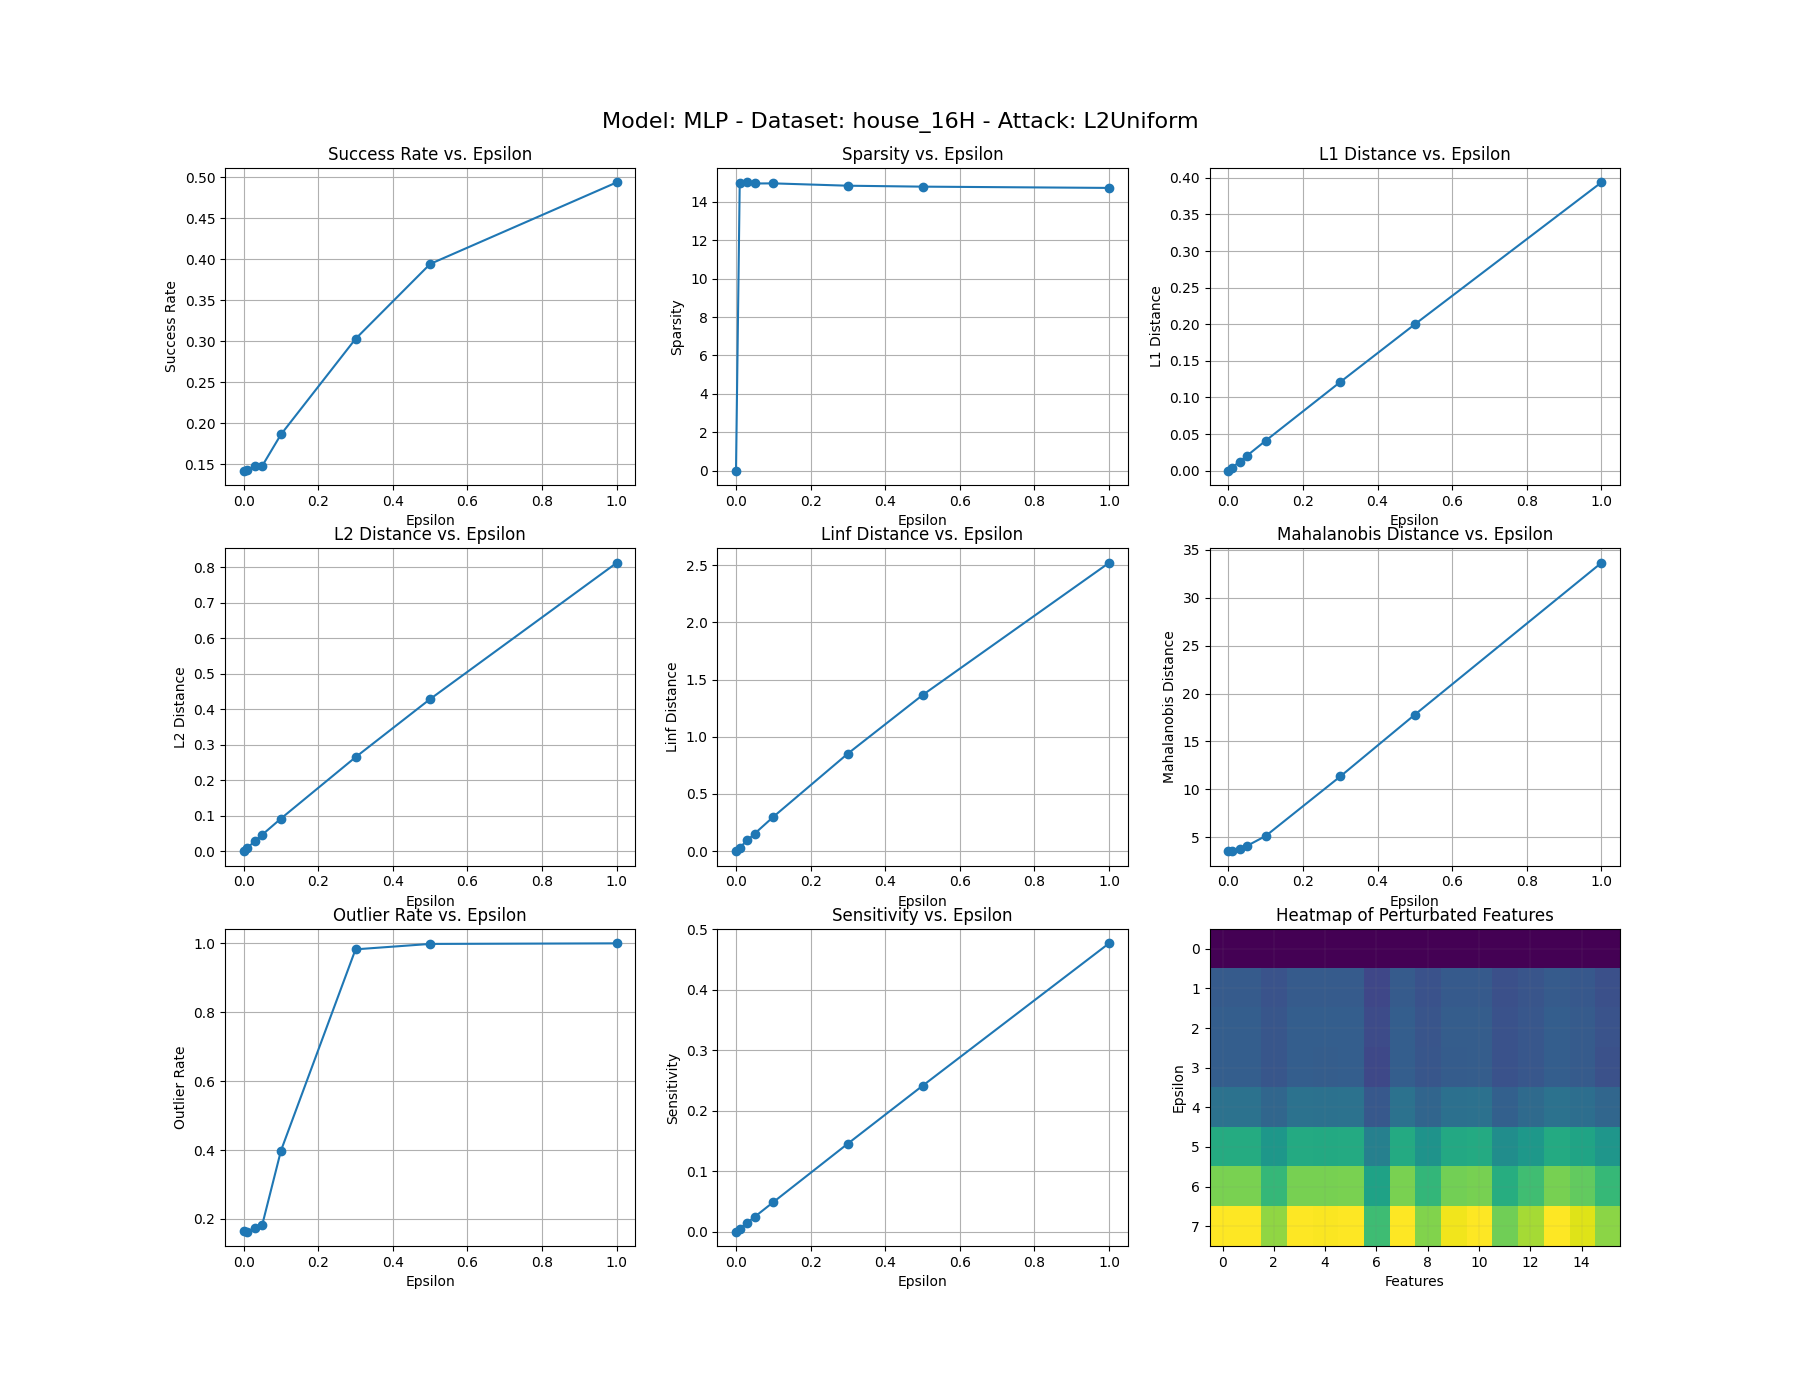 Model: MLP - Dataset: house_16H - Attack: L2Uniform
Success Rate vs. Epsilon
0.50
0.45
0.40
0.35
0.30
0.25
0.20
0.15
Success Rate
0.0 0.2 0.4 0.6 0.8 1.0
Epsilon
Sparsity vs. Epsilon
14
12
10
8
6
4
2
0
Sparsity
0.0 0.2 0.4 0.6 0.8 1.0
Epsilon
L1 Distance vs. Epsilon
0.40
0.35
0.30
0.25
0.20
0.15
0.10
0.05
0.00
L1 Distance
0.0 0.2 0.4 0.6 0.8 1.0
Epsilon
L2 Distance vs. Epsilon
0.8
0.7
0.6
0.5
0.4
0.3
0.2
0.1
0.0
L2 Distance
0.0 0.2 0.4 0.6 0.8 1.0
Epsilon
Linf Distance vs. Epsilon
2.5
2.0
1.5
1.0
0.5
0.0
Linf Distance
0.0 0.2 0.4 0.6 0.8 1.0
Epsilon
Mahalanobis Distance vs. Epsilon
35
30
25
20
15
10
5
Mahalanobis Distance
0.0 0.2 0.4 0.6 0.8 1.0
Epsilon
Outlier Rate vs. Epsilon
1.0
0.8
0.6
0.4
0.2
Outlier Rate
0.0 0.2 0.4 0.6 0.8 1.0
Epsilon
Sensitivity vs. Epsilon
0.5
0.4
0.3
0.2
0.1
0.0
Sensitivity
0.0 0.2 0.4 0.6 0.8 1.0
Epsilon
Heatmap of Perturbated Features
0
1
2
3
4
5
6
7
Epsilon
0 2 4 6 8 10 12 14
Features